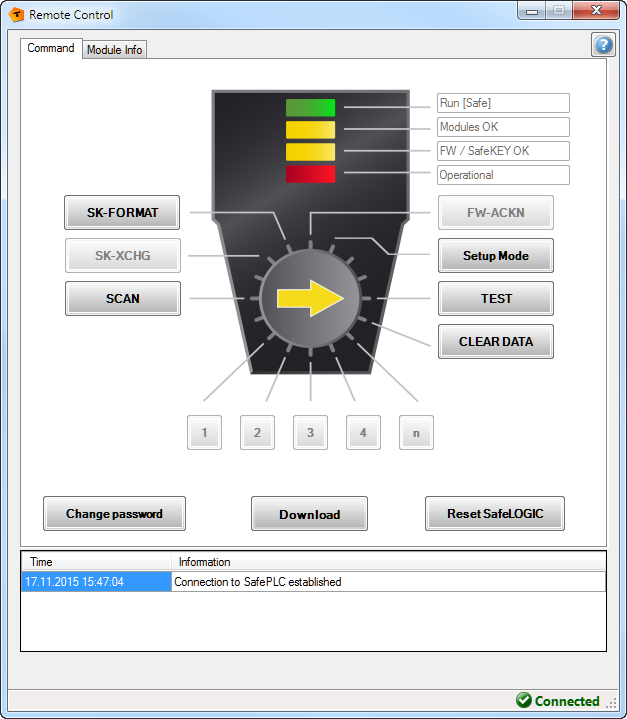 Remote Control
Command
Module Info
?
Run [Safe]
Modules OK
FW / SafeKEY OK
Operational
SK-FORMAT
FW-ACKN
SK-XCHG
Setup Mode
SCAN
TEST
CLEAR DATA
1 2 3 4 n
Change password
Download
Reset SafeLOGIC
Time Information
17.11.2015 15:47:04 Connection to SafePLC established
Connected